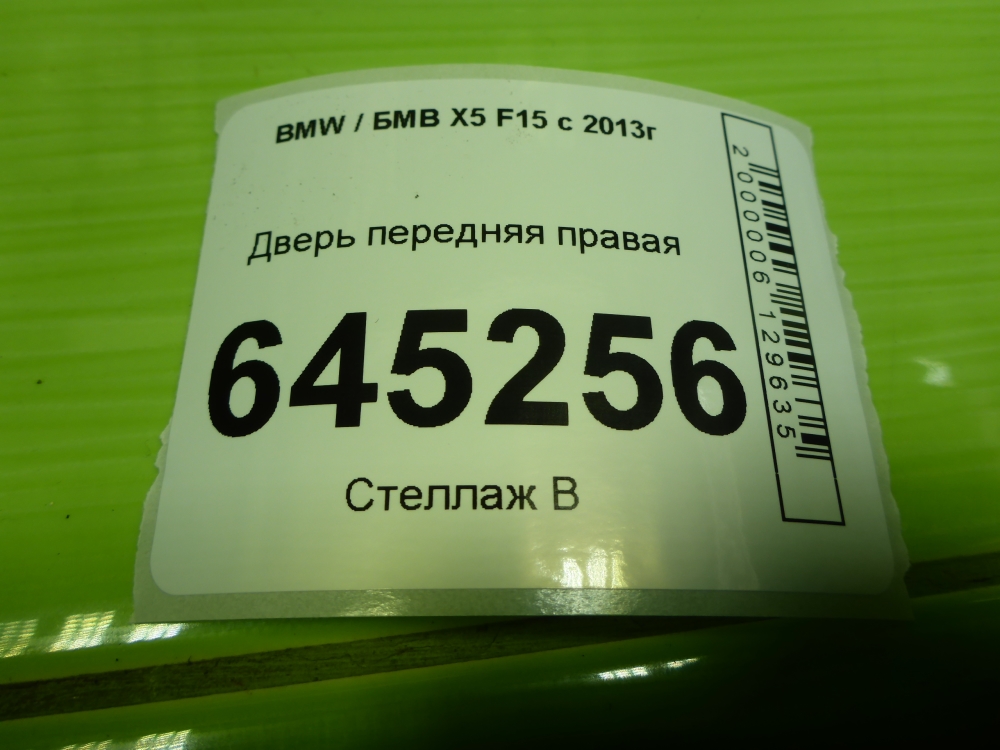 BMW / БМВ X5 F15 с 2013г
Дверь передняя правая
645256
Стеллаж В
2000006129635